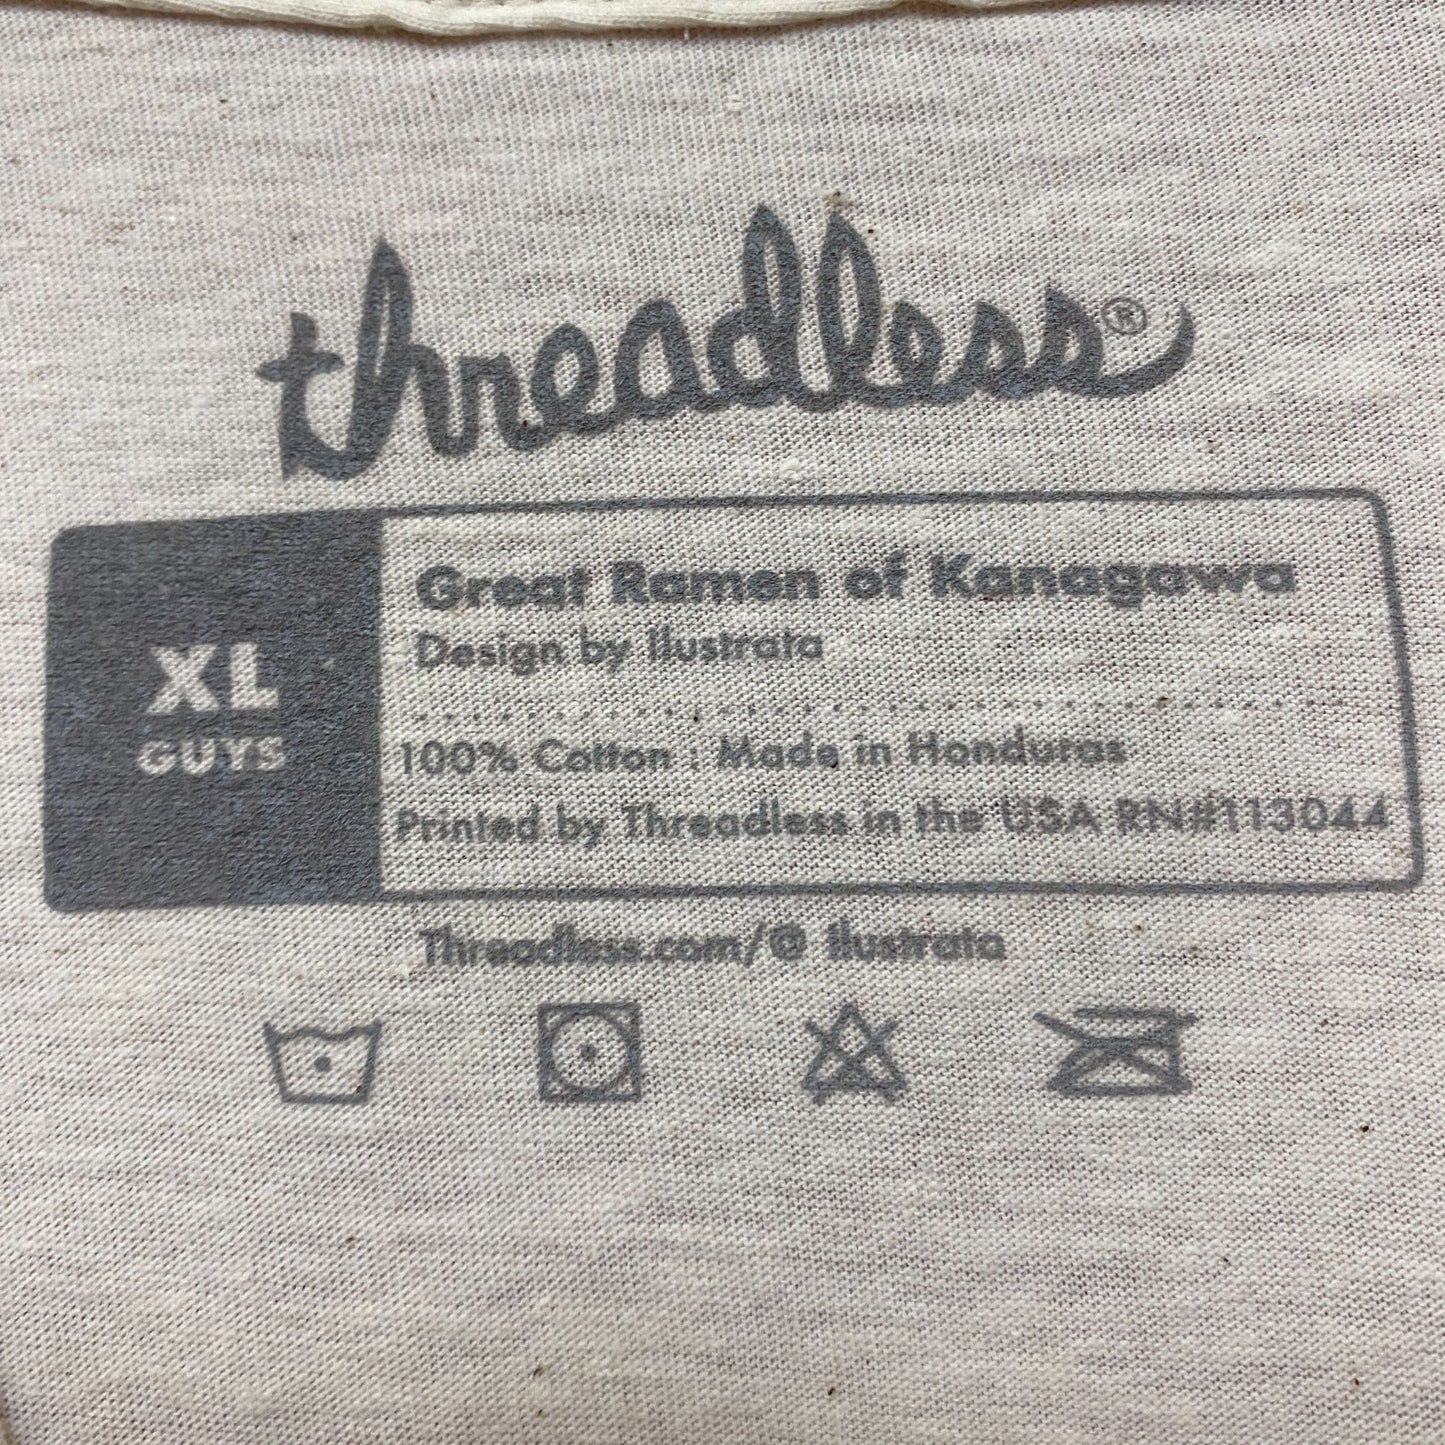 threadless®
XL
GUYS
Great Ramen of Kanagawa
Design by Ilustrata
100% Cotton : Made in Honduras
Printed by Threadless in the USA RN#113044
Threadless.com/@ ilustrata